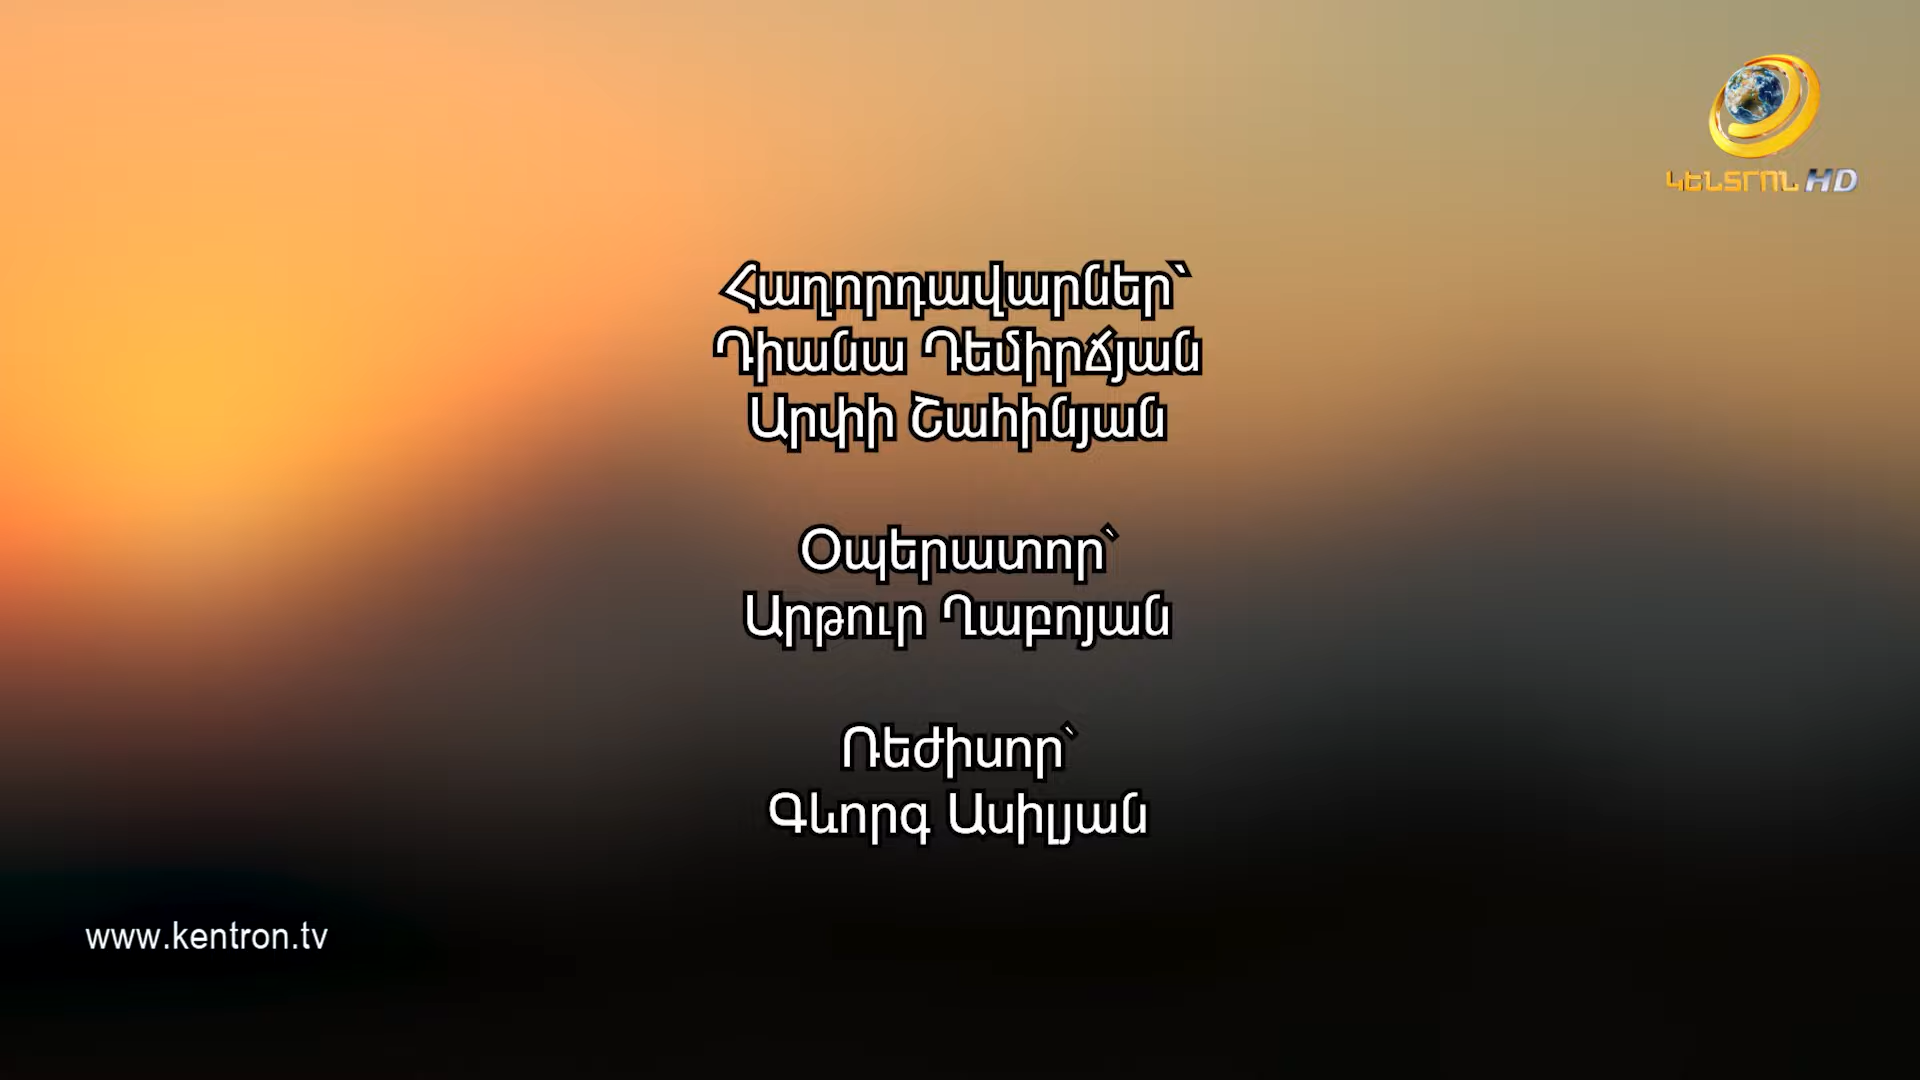 ԿԵՆՏՐՈՆ HD
Հաղորդավարներ՝
Դիանա Դեմիրճյան
Արփի Շահինյան
Օպերատոր՝
Արթուր Ղաբոյան
Ռեժիսոր՝
Գևորգ Ասիլյան
www.kentron.tv